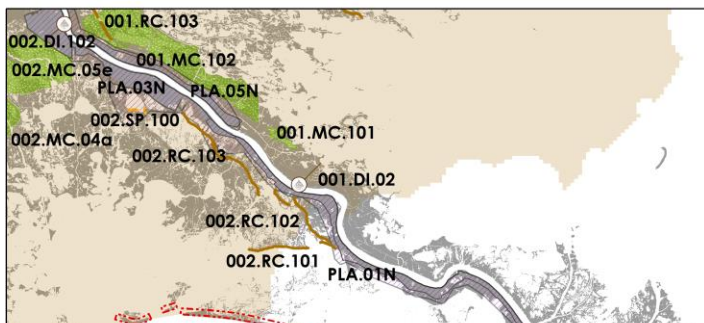 001.RC.103
002.DI.102
001.MC.102
002.MC.05e
PLA.03N
PLA.05N
002.SP.100
002.MC.04a
001.MC.101
002.RC.103
001.DI.02
002.RC.102
002.RC.101
PLA.01N